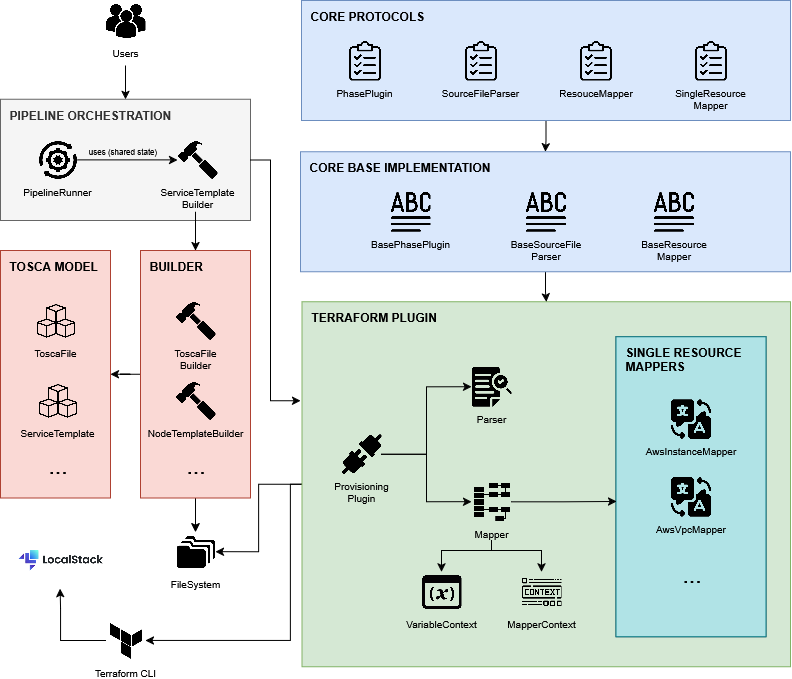 Users
PIPELINE ORCHESTRATION
PipelineRunner
uses (shared state)
ServiceTemplate
Builder
CORE PROTOCOLS
PhasePlugin
SourceFileParser
ResouceMapper
SingleResource
Mapper
CORE BASE IMPLEMENTATION
ABC
BasePhasePlugin
ABC
BaseSourceFile
Parser
ABC
BaseResource
Mapper
TOSCA MODEL
ToscaFile
ServiceTemplate
...
BUILDER
ToscaFile
Builder
NodeTemplateBuilder
...
TERRAFORM PLUGIN
Provisioning
Plugin
Parser
Mapper
(x)
VariableContext
CONTEXT
MapperContext
SINGLE RESOURCE
MAPPERS
A
AwsInstanceMapper
A
AwsVpcMapper
...
FileSystem
LocalStack
Terraform CLI